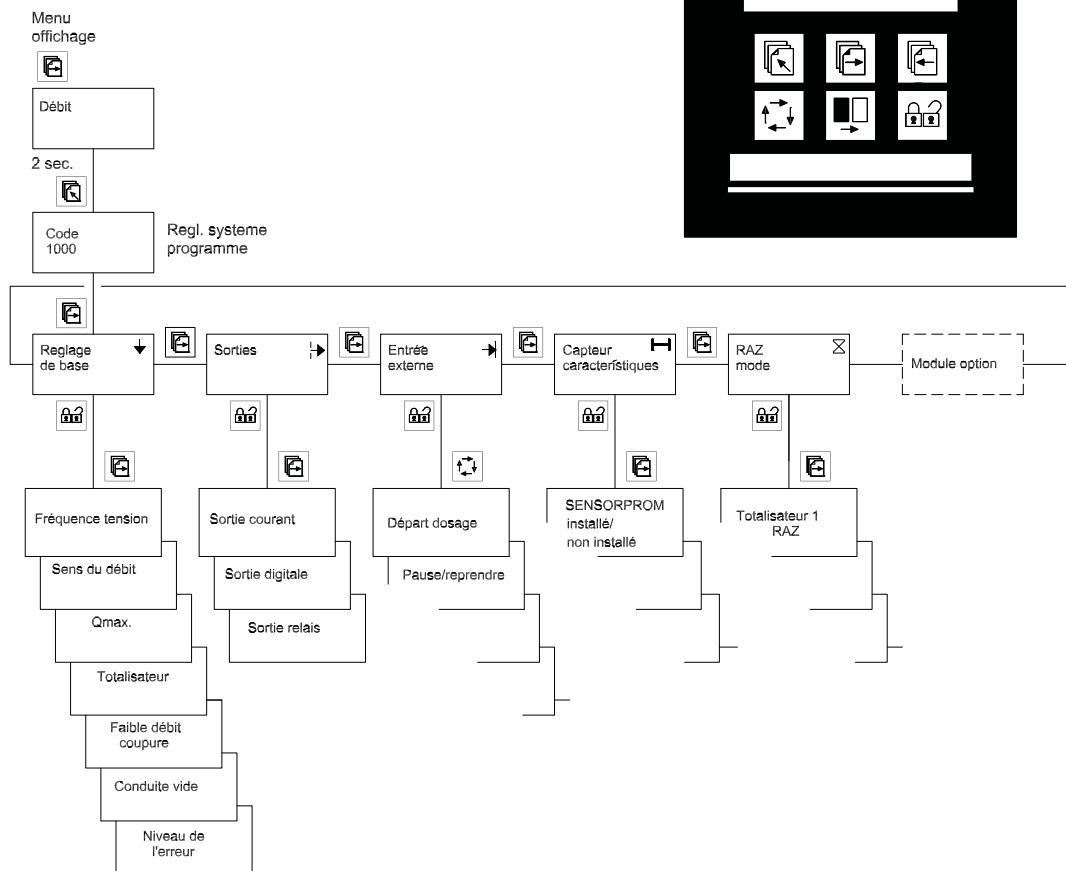 Menu
offichage
Débit
2 sec.
Code
1000
Regl. systeme
programme
Reglage
de base
Sorties
Entrée
externe
Capteur
caracteristiques
RAZ
mode
Module option
Fréquence tension
Sens du débit
Qmax.
Totalisateur
Faible débit
coupure
Conduite vide
Niveau de
l'erreur
Sortie courant
Sortie digitale
Sortie relais
Départ dosage
Pause/reprendre
SENSORPROM
installé/
non installé
Totalisateur 1
RAZ